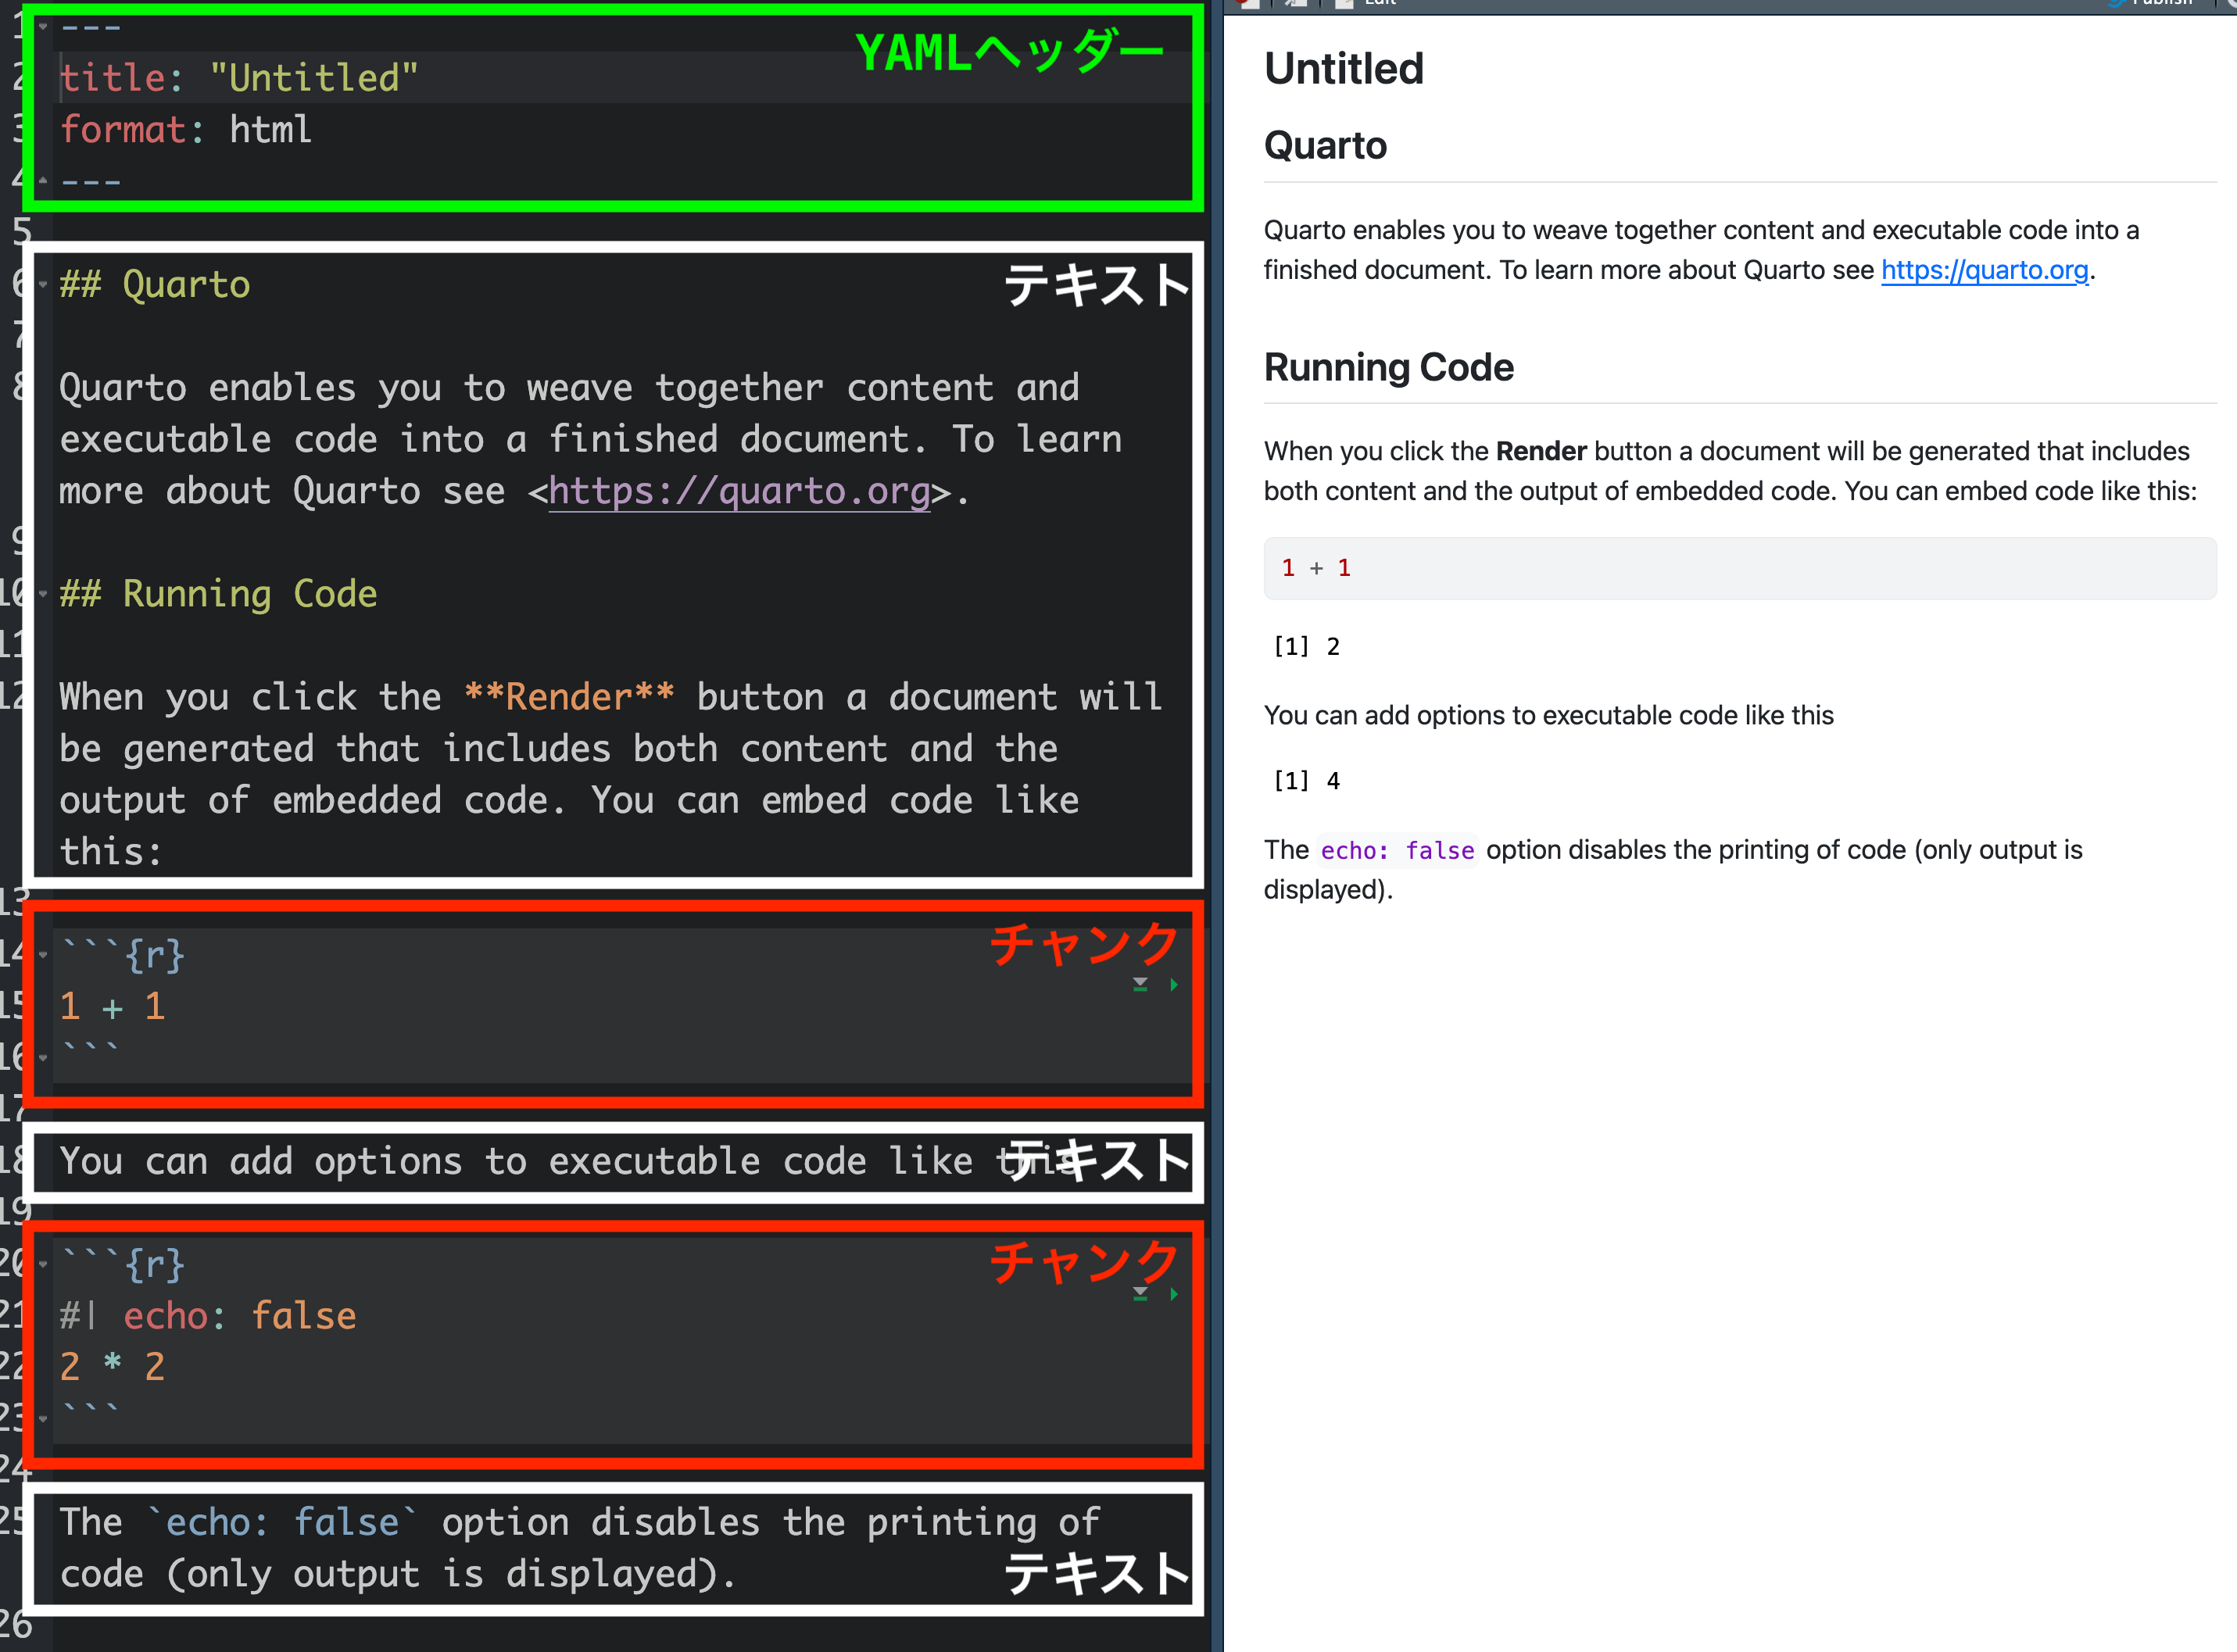 1 ---
YAMLヘッダー
2 title: "Untitled"
3 format: html
4 ---
5
6 ## Quarto
テキスト
7
8 Quarto enables you to weave together content and
executable code into a finished document. To learn
more about Quarto see <https://quarto.org>.
9
10 ## Running Code
11
12 When you click the **Render** button a document will
be generated that includes both content and the
output of embedded code. You can embed code like
this:
13
14 ```{r}
チャンク
15 1 + 1
16 ```
17
18 You can add options to executable code like this
テキスト
19
20 ```{r}
チャンク
21 #| echo: false
22 2 * 2
23 ```
24
25 The `echo: false` option disables the printing of
code (only output is displayed).
テキスト
26
Edit
Publish
Untitled
Quarto
Quarto enables you to weave together content and executable code into a
finished document. To learn more about Quarto see https://quarto.org.
Running Code
When you click the Render button a document will be generated that includes
both content and the output of embedded code. You can embed code like this:
1 + 1
[1] 2
You can add options to executable code like this
[1] 4
The echo: false option disables the printing of code (only output is
displayed).